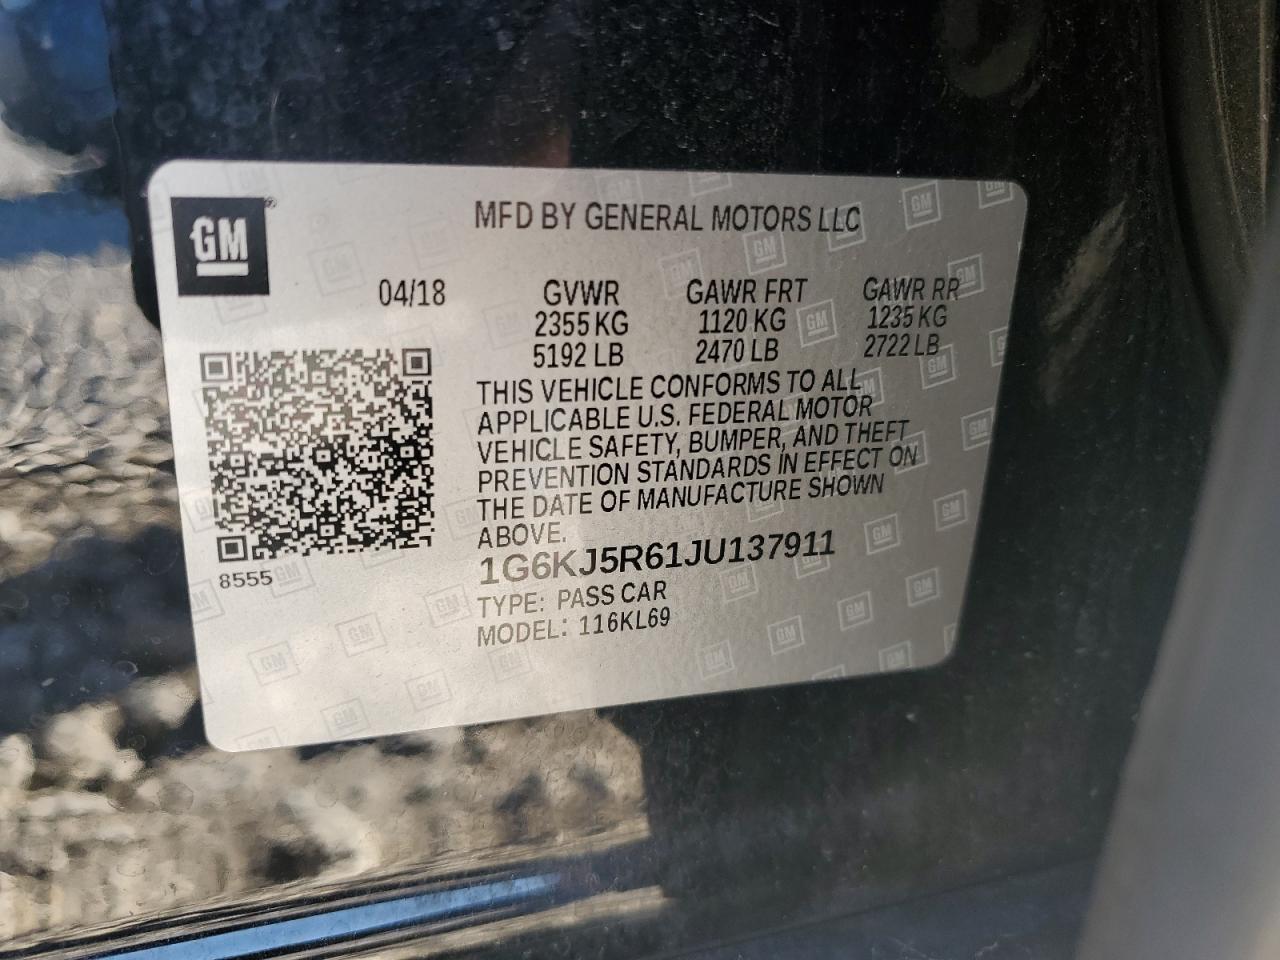 GM
MFD BY GENERAL MOTORS LLC
04/18 GVWR GAWR FRT GAWR RR
2355 KG 1120 KG 1235 KG
5192 LB 2470 LB 2722 LB
THIS VEHICLE CONFORMS TO ALL
APPLICABLE U.S. FEDERAL MOTOR
VEHICLE SAFETY, BUMPER, AND THEFT
PREVENTION STANDARDS IN EFFECT ON
THE DATE OF MANUFACTURE SHOWN
ABOVE.
8555
1G6KJ5R61JU137911
TYPE: PASS CAR
MODEL: 116KL69